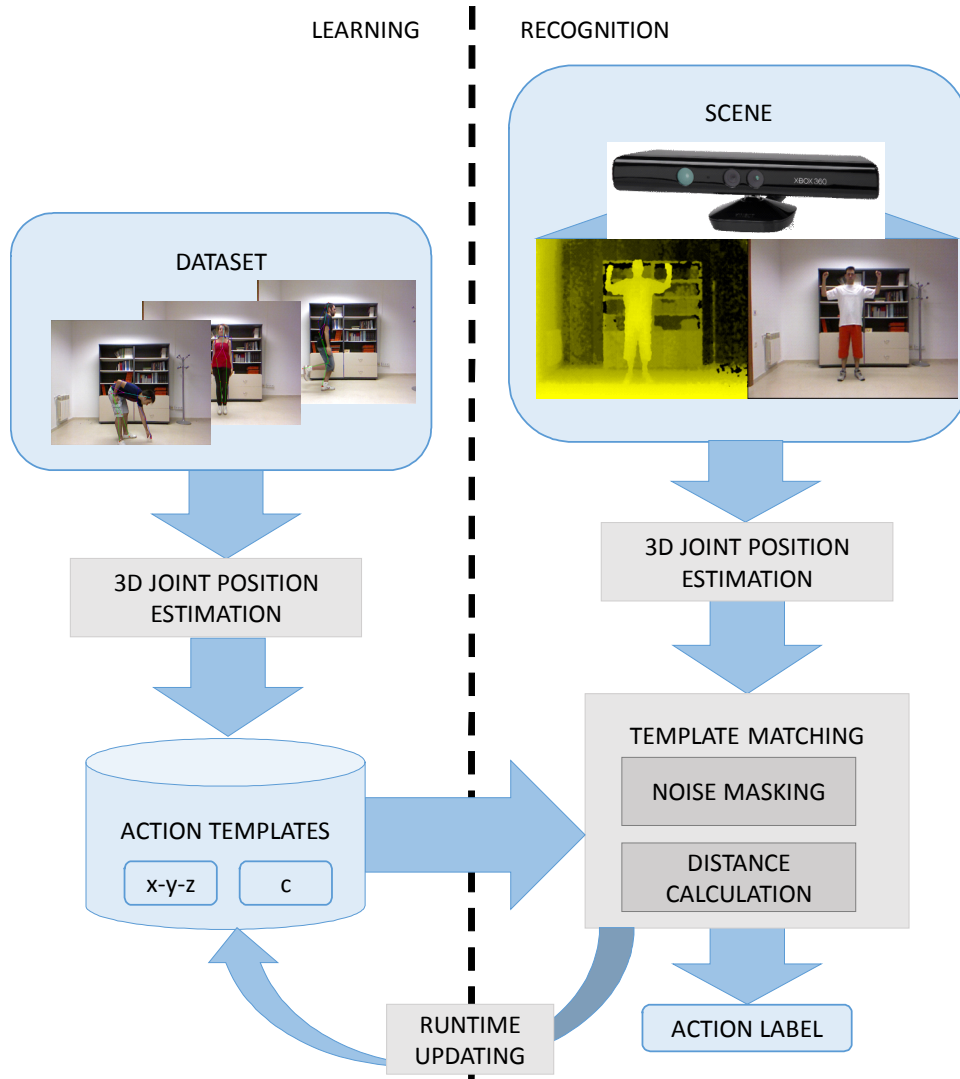 LEARNING
RECOGNITION
SCENE
XBOX 360
DATASET
3D JOINT POSITION
ESTIMATION
3D JOINT POSITION
ESTIMATION
TEMPLATE MATCHING
NOISE MASKING
DISTANCE
CALCULATION
ACTION TEMPLATES
x-y-z
c
RUNTIME
UPDATING
ACTION LABEL